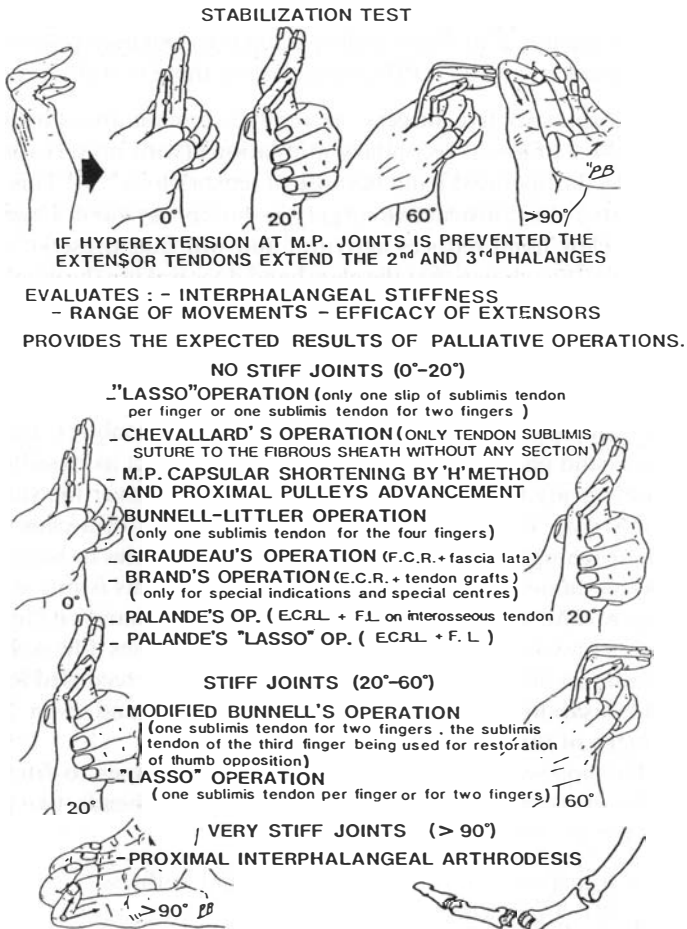 STABILIZATION TEST
0° 20° 60° >90°
"PB
IF HYPEREXTENSION AT M.P. JOINTS IS PREVENTED THE
EXTENSOR TENDONS EXTEND THE 2nd AND 3rd PHALANGES
EVALUATES : - INTERPHALANGEAL STIFFNESS
- RANGE OF MOVEMENTS - EFFICACY OF EXTENSORS
PROVIDES THE EXPECTED RESULTS OF PALLIATIVE OPERATIONS.
NO STIFF JOINTS (0°-20°)
- "LASSO" OPERATION (only one slip of sublimis tendon
per finger or one sublimis tendon for two fingers )
- CHEVALLARD' S OPERATION (ONLY TENDON SUBLIMIS
SUTURE TO THE FIBROUS SHEATH WITHOUT ANY SECTION)
- M.P. CAPSULAR SHORTENING BY 'H' METHOD
AND PROXIMAL PULLEYS ADVANCEMENT
- BUNNELL-LITTLER OPERATION
(only one sublimis tendon for the four fingers)
- GIRAUDEAU'S OPERATION (F.C.R.+ fascia lata)
- BRAND'S OPERATION (E.C.R.+ tendon grafts)
( only for special indications and special centres)
0°
- PALANDE'S OP. ( E.C.R.L + F.L on interosseous tendon
20°
- PALANDE'S "LASSO" OP. ( E.C.R.L + F. L )
STIFF JOINTS (20°-60°)
- MODIFIED BUNNELL'S OPERATION
(one sublimis tendon for two fingers . the sublimis
tendon of the third finger being used for restoration
of thumb opposition)
- "LASSO" OPERATION
(one sublimis tendon per finger or for two fingers)
20°
60°
VERY STIFF JOINTS (> 90°)
- PROXIMAL INTERPHALANGEAL ARTHRODESIS
>90° PB